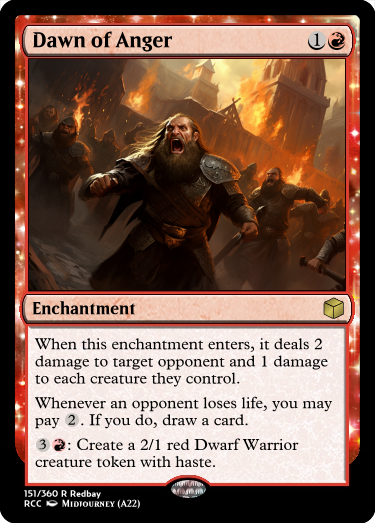 Dawn of Anger 1
Enchantment
When this enchantment enters, it deals 2
damage to target opponent and 1 damage
to each creature they control.
Whenever an opponent loses life, you may
pay 2. If you do, draw a card.
3: Create a 2/1 red Dwarf Warrior
creature token with haste.
151/360 R Redbay
RCC Midjourney (A22)